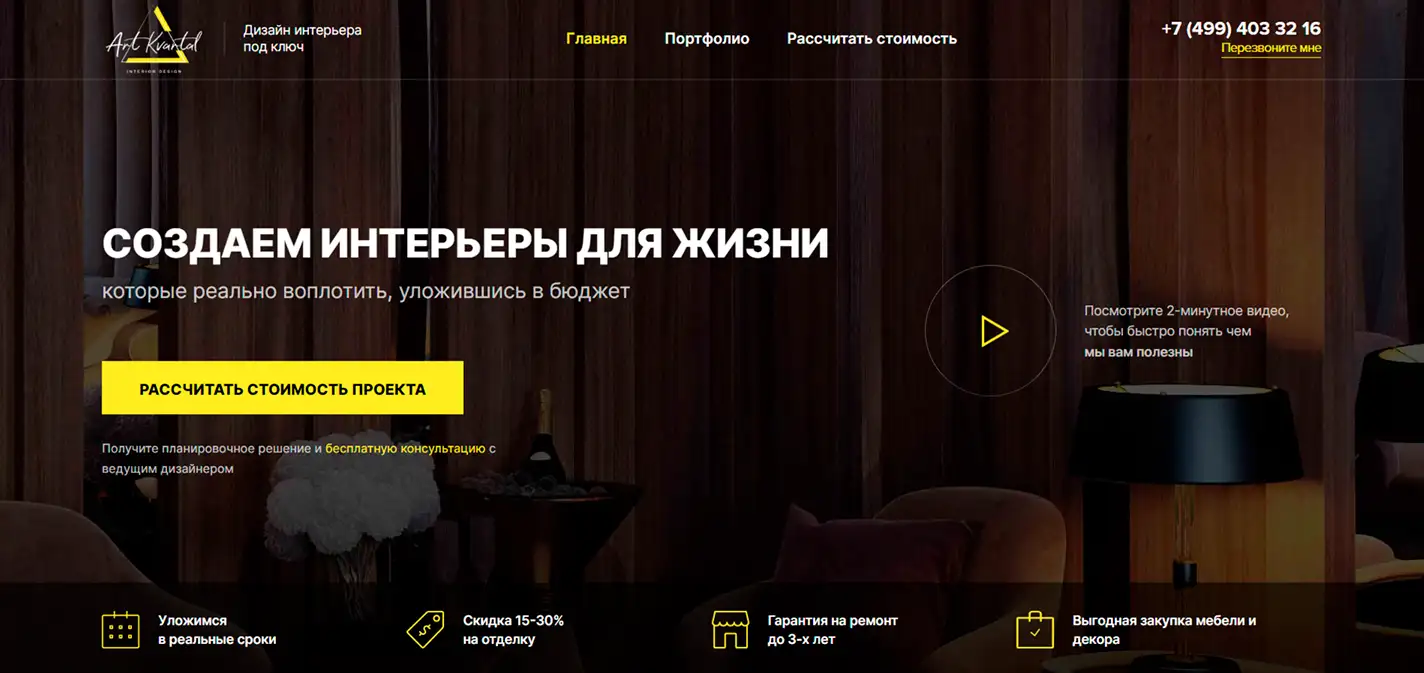 Art Kvartal
INTERIOR DESIGN
Дизайн интерьера
под ключ
Главная
Портфолио
Рассчитать стоимость
+7 (499) 403 32 16
Перезвоните мне
СОЗДАЕМ ИНТЕРЬЕРЫ ДЛЯ ЖИЗНИ
которые реально воплотить, уложившись в бюджет
РАССЧИТАТЬ СТОИМОСТЬ ПРОЕКТА
Получите планировочное решение и бесплатную консультацию с
ведущим дизайнером
Посмотрите 2-минутное видео,
чтобы быстро понять чем
мы вам полезны
Уложимся
в реальные сроки
Скидка 15-30%
на отделку
Гарантия на ремонт
до 3-х лет
Выгодная закупка мебели и
декора